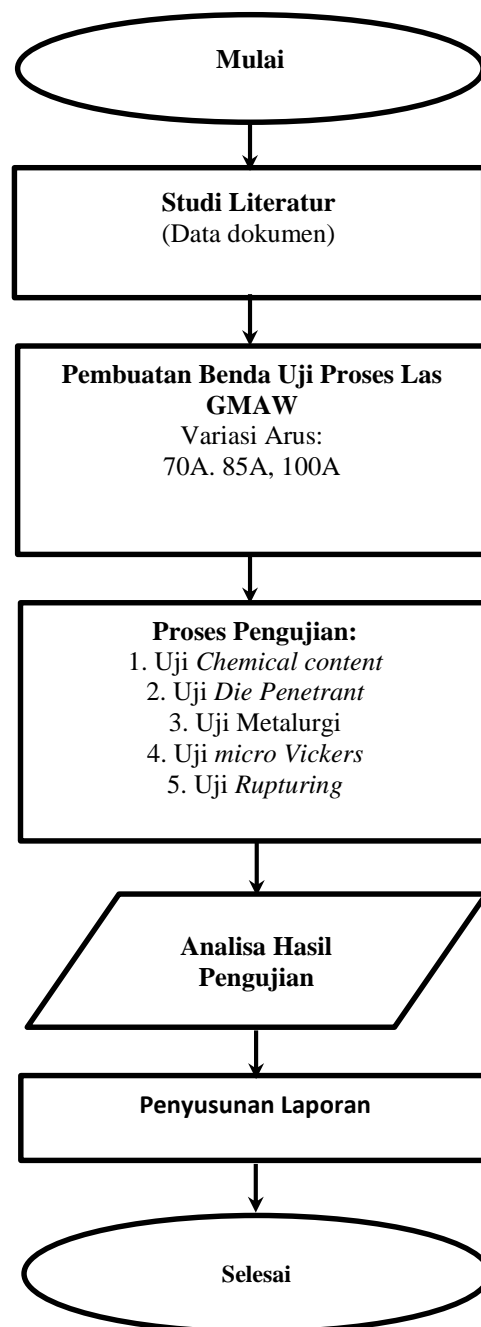 Mulai
Studi Literatur
(Data dokumen)
Pembuatan Benda Uji Proses Las
GMAW
Variasi Arus:
70A. 85A, 100A
Proses Pengujian:
1. Uji Chemical content
2. Uji Die Penetrant
3. Uji Metalurgi
4. Uji micro Vickers
5. Uji Rupturing
Analisa Hasil
Pengujian
Penyusunan Laporan
Selesai